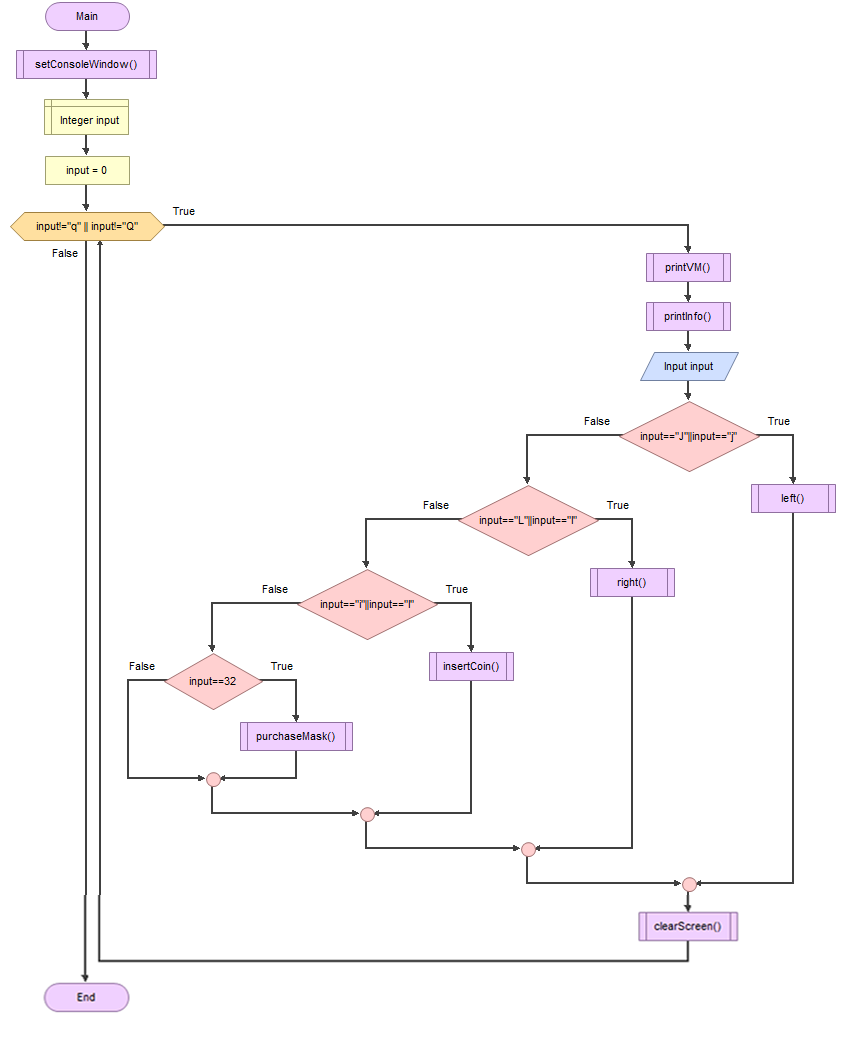 Main
setConsoleWindow()
Integer input
input = 0
input!="q" || input!="Q"
True
False
printVM()
printInfo()
Input input
False
True
input=="J"||input=="j"
left()
False
True
input=="L"||input=="l"
right()
False
True
input=="i"||input=="I"
insertCoin()
False
True
input==32
purchaseMask()
clearScreen()
End